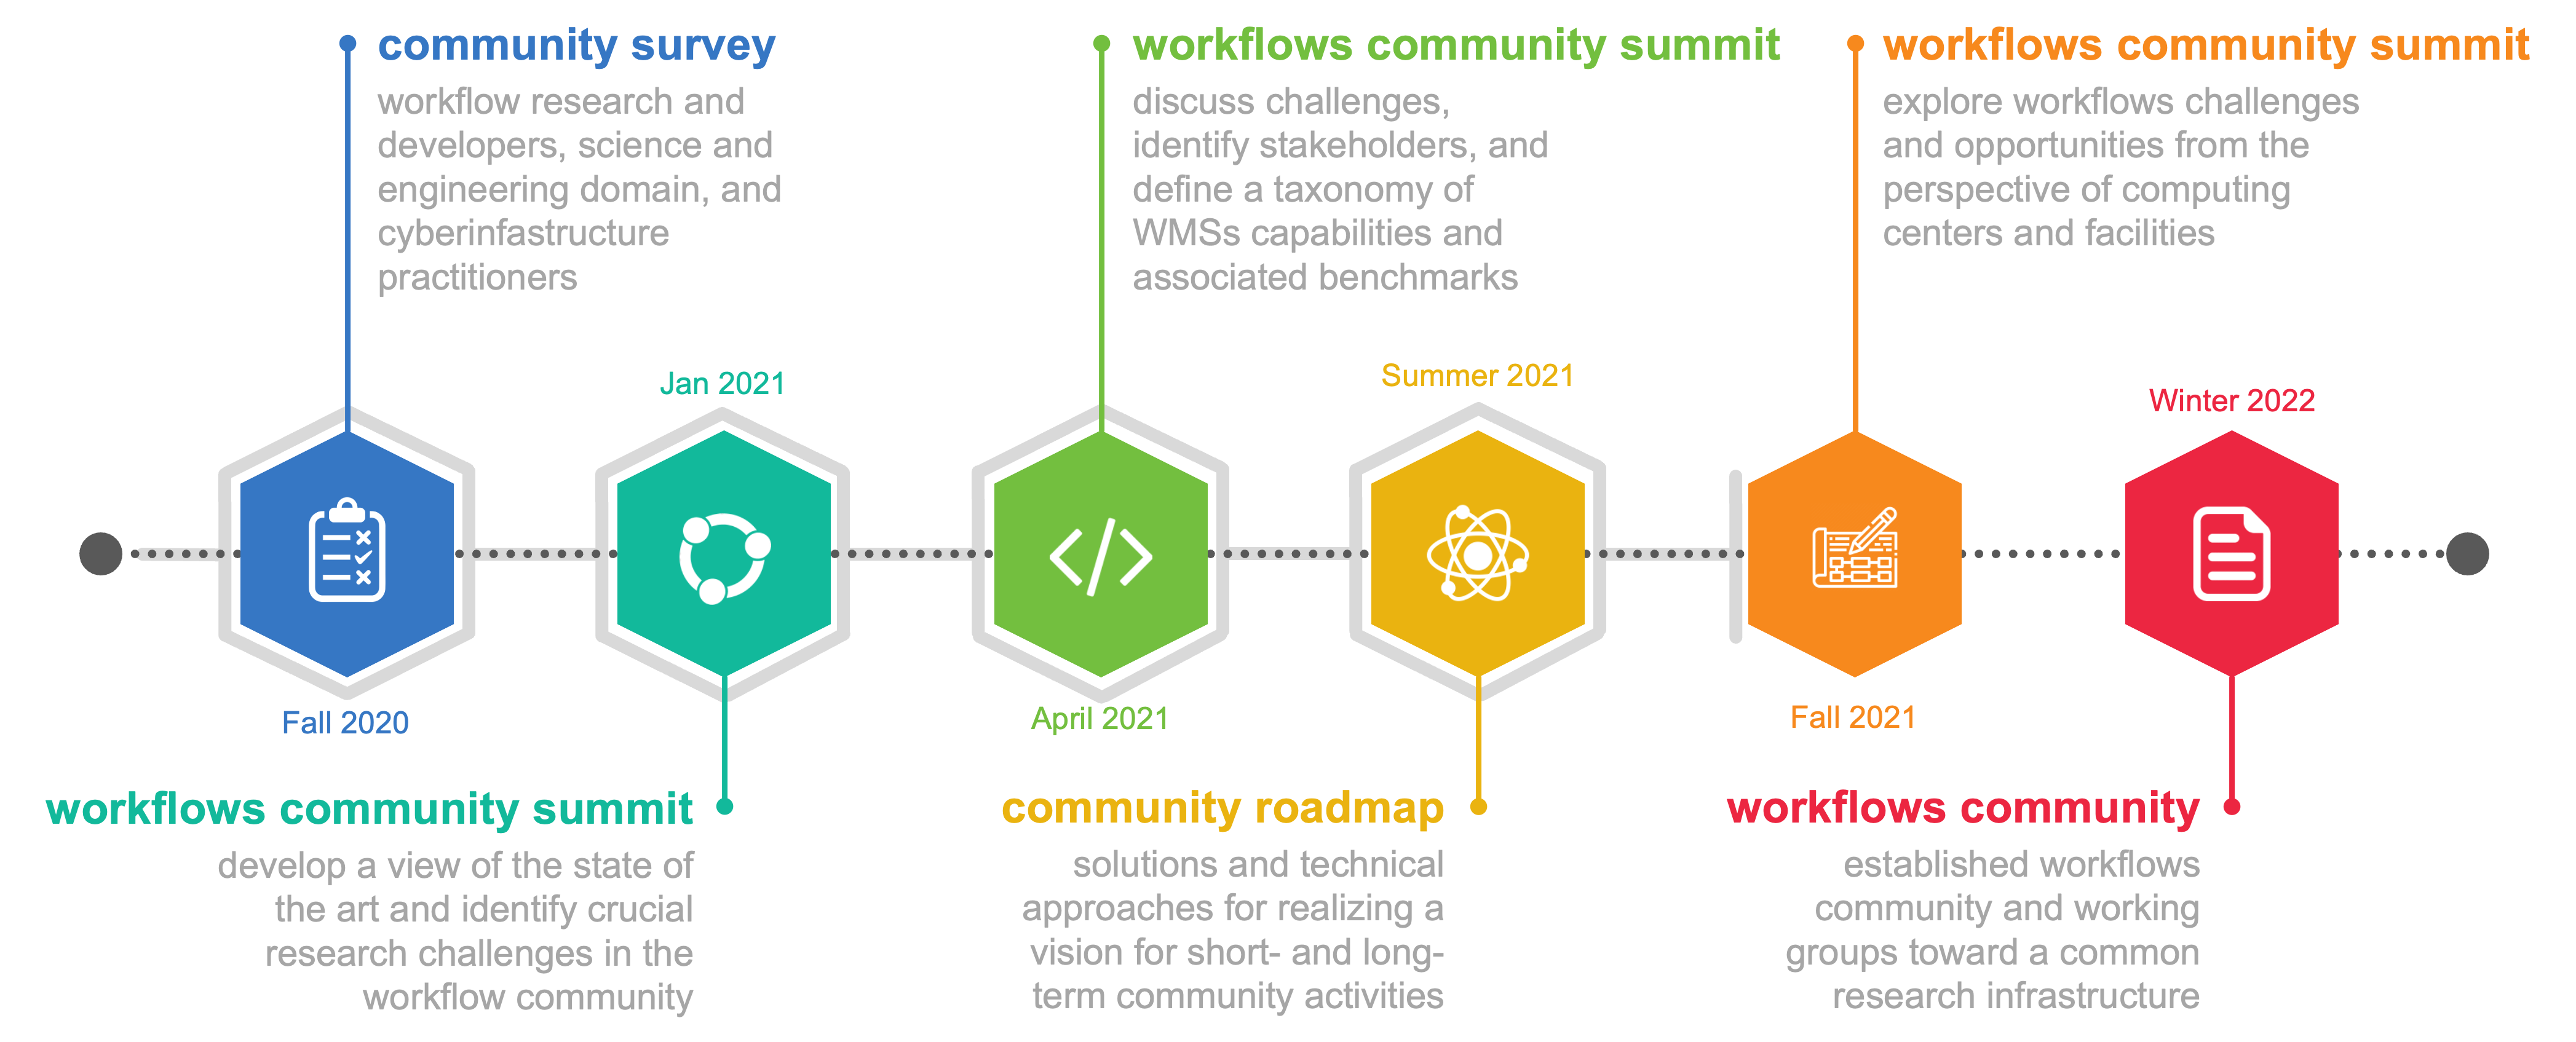 community survey
workflow research and
developers, science and
engineering domain, and
cyberinfastructure
practitioners
Fall 2020
Jan 2021
workflows community summit
develop a view of the state of
the art and identify crucial
research challenges in the
workflow community
workflows community summit
discuss challenges,
identify stakeholders, and
define a taxonomy of
WMSs capabilities and
associated benchmarks
April 2021
Summer 2021
community roadmap
solutions and technical
approaches for realizing a
vision for short- and long-
term community activities
workflows community summit
explore workflows challenges
and opportunities from the
perspective of computing
centers and facilities
Fall 2021
Winter 2022
workflows community
established workflows
community and working
groups toward a common
research infrastructure